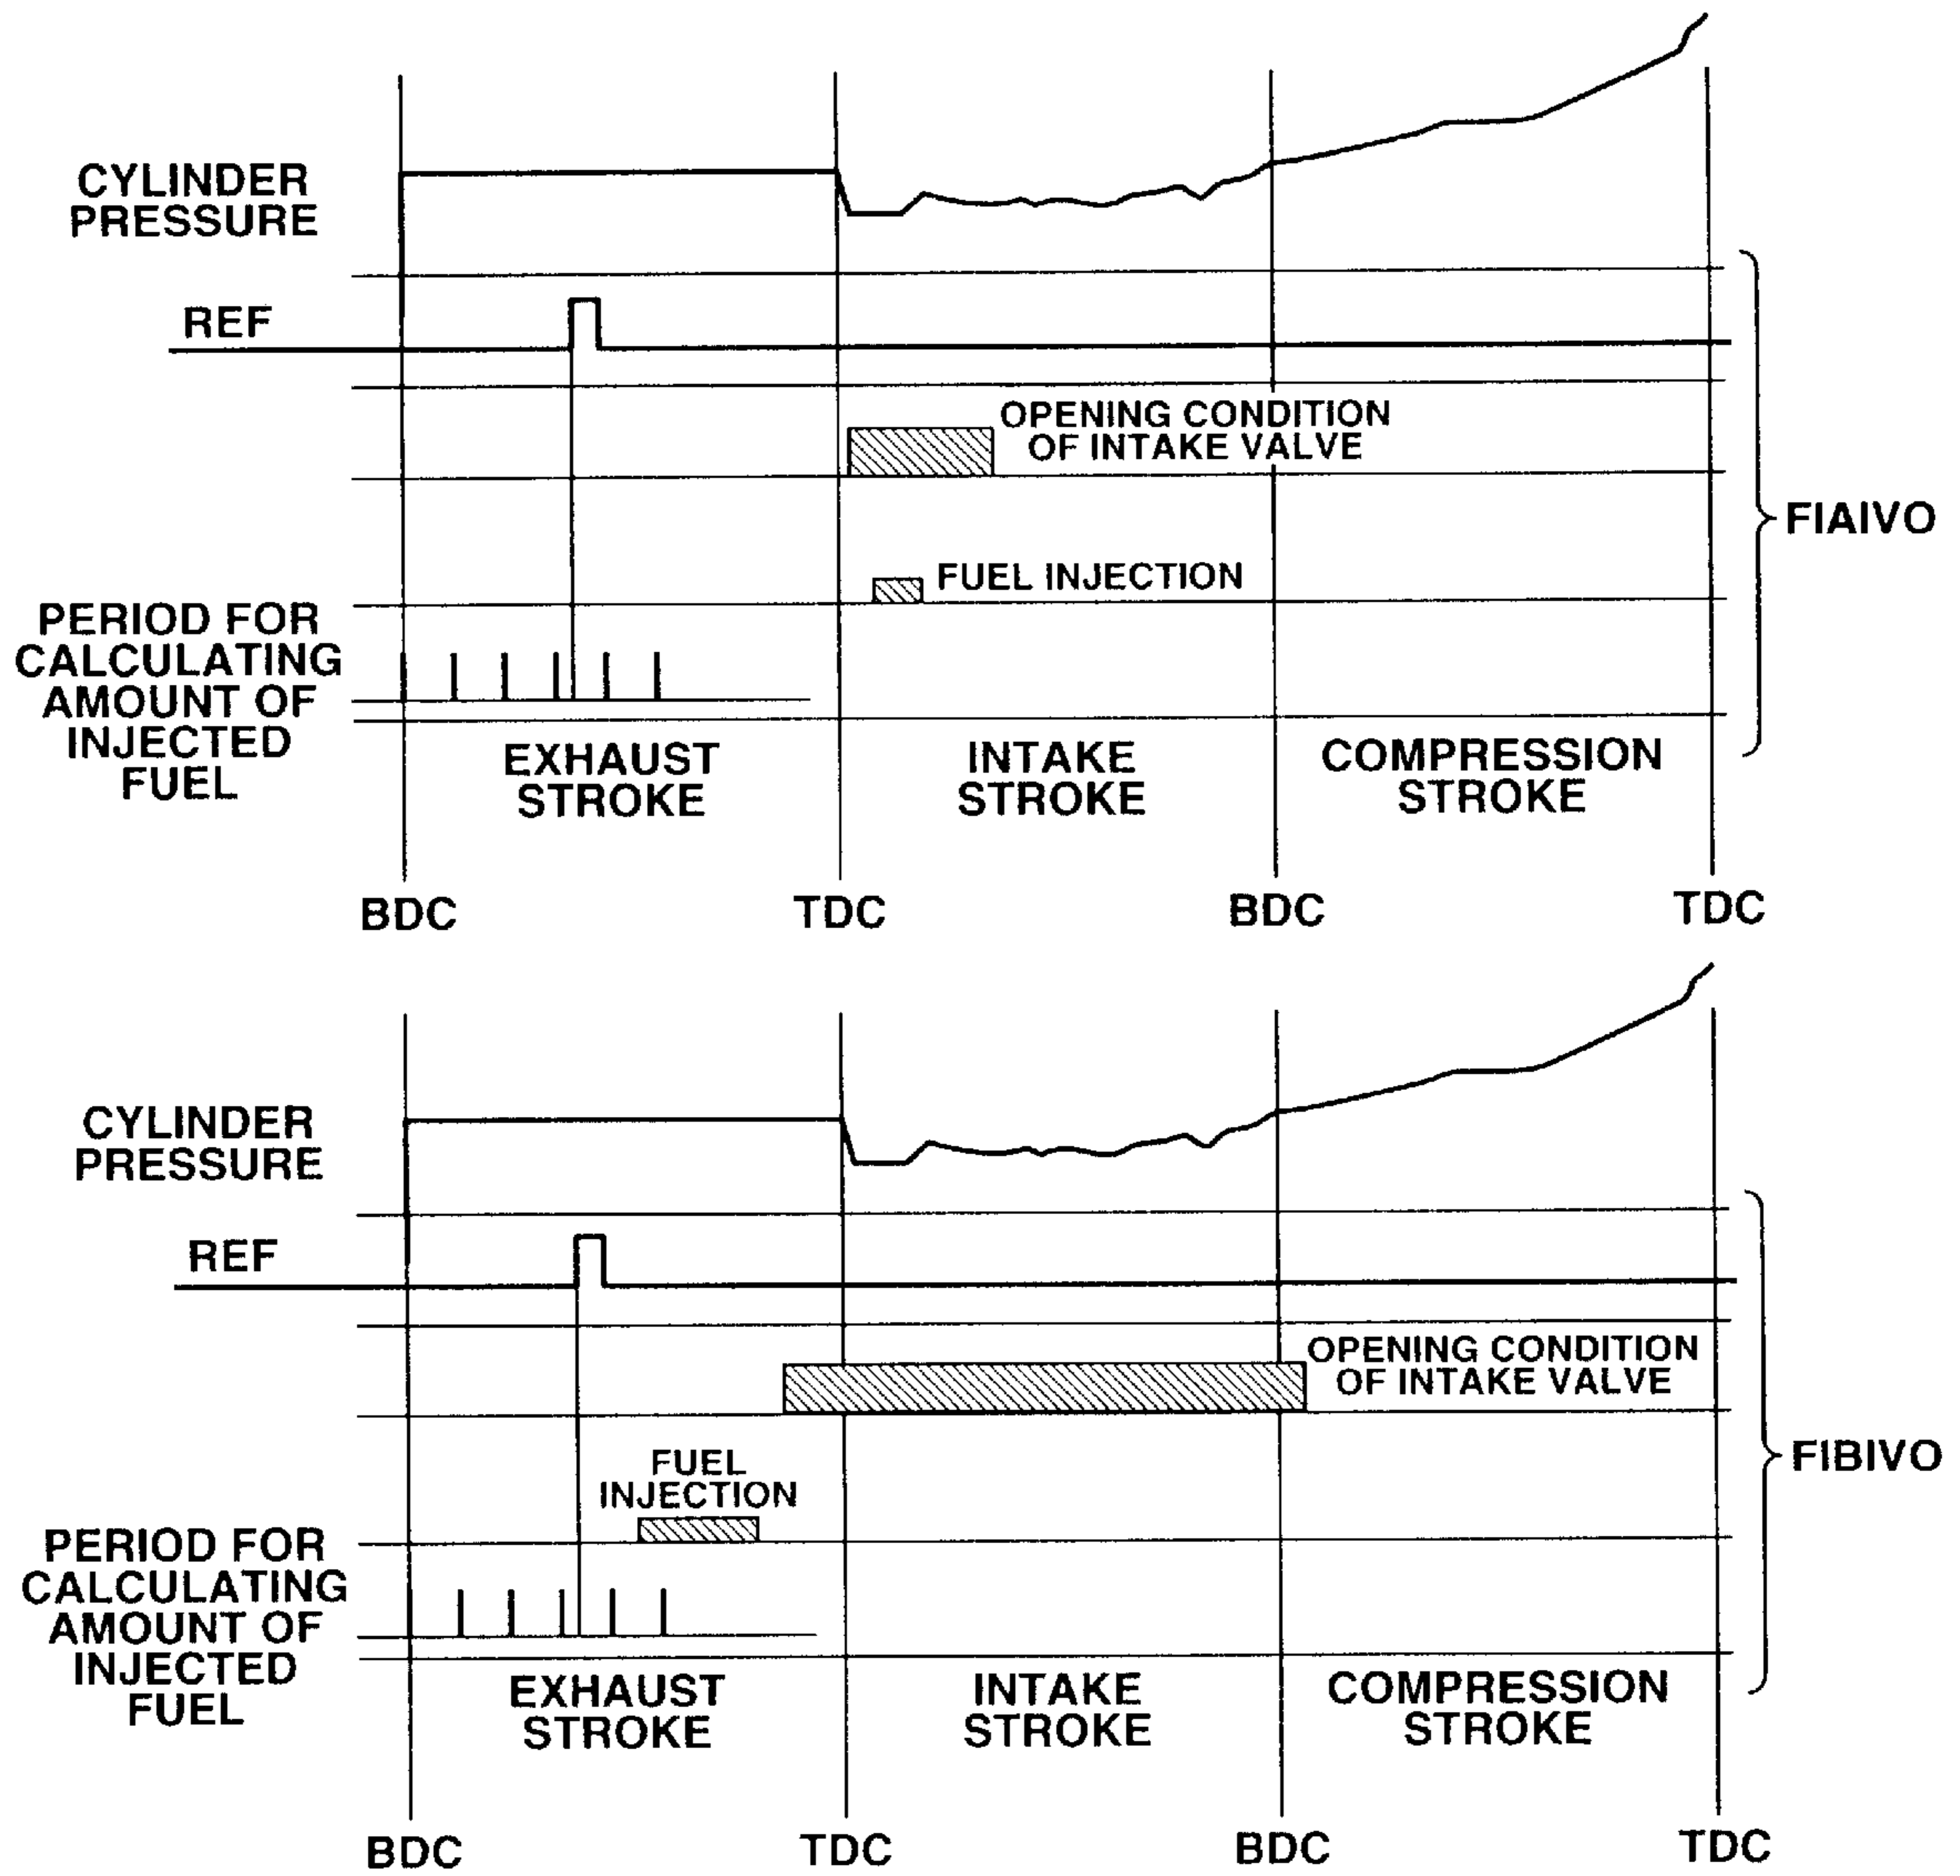 CYLINDER
PRESSURE
REF
OPENING CONDITION
OF INTAKE VALVE
FIAIVO
FUEL INJECTION
PERIOD FOR
CALCULATING
AMOUNT OF
INJECTED
FUEL
EXHAUST
STROKE
INTAKE
STROKE
COMPRESSION
STROKE
BDC
TDC
BDC
TDC
CYLINDER
PRESSURE
REF
OPENING CONDITION
OF INTAKE VALVE
FIBIVO
FUEL
INJECTION
PERIOD FOR
CALCULATING
AMOUNT OF
INJECTED
FUEL
EXHAUST
STROKE
INTAKE
STROKE
COMPRESSION
STROKE
BDC
TDC
BDC
TDC